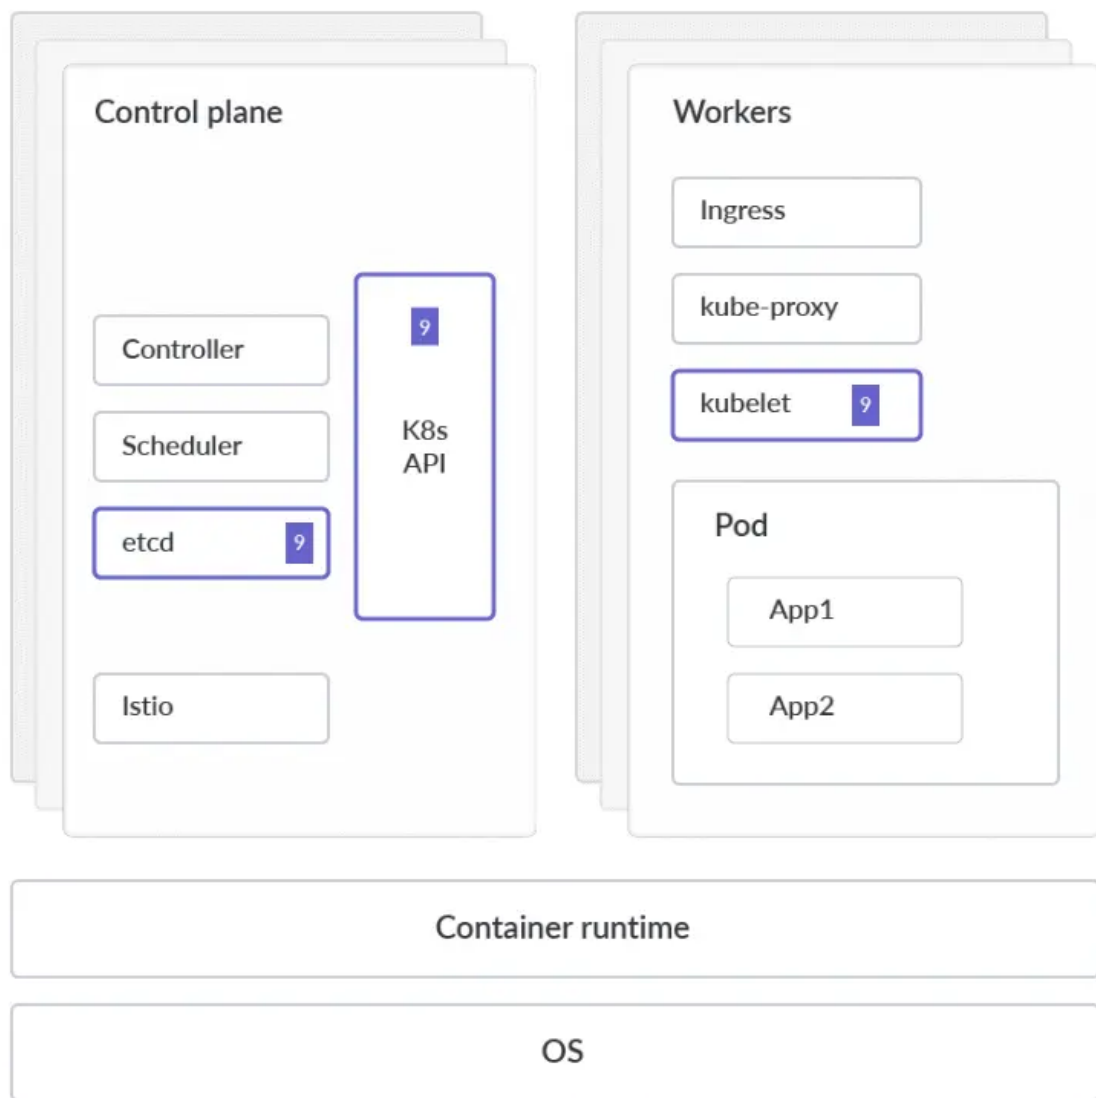 Control plane
Controller
Scheduler
etcd 9
Istio
9
K8s
API
Workers
Ingress
kube-proxy
kubelet 9
Pod
App1
App2
Container runtime
OS